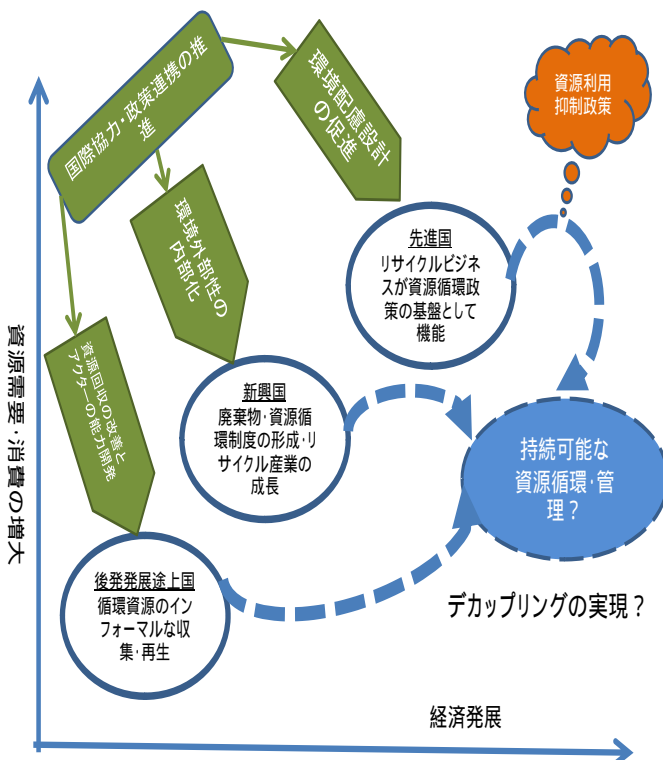 国際協力・政策連携の推
進
環境配慮設計
の促進
資源利用
抑制政策
環境外部性の
内部化
先進国
リサイクルビジネ
スが資源循環政
策の基盤として
機能
資源回収の改善と
アクターの能力開発
新興国
廃棄物・資源循
環制度の形成・リ
サイクル産業の
成長
持続可能な
資源循環・管
理？
後発発展途上国
循環資源のイン
フォーマルな収
集・再生
デカップリングの実現？
資源需要・消費の増大
経済発展